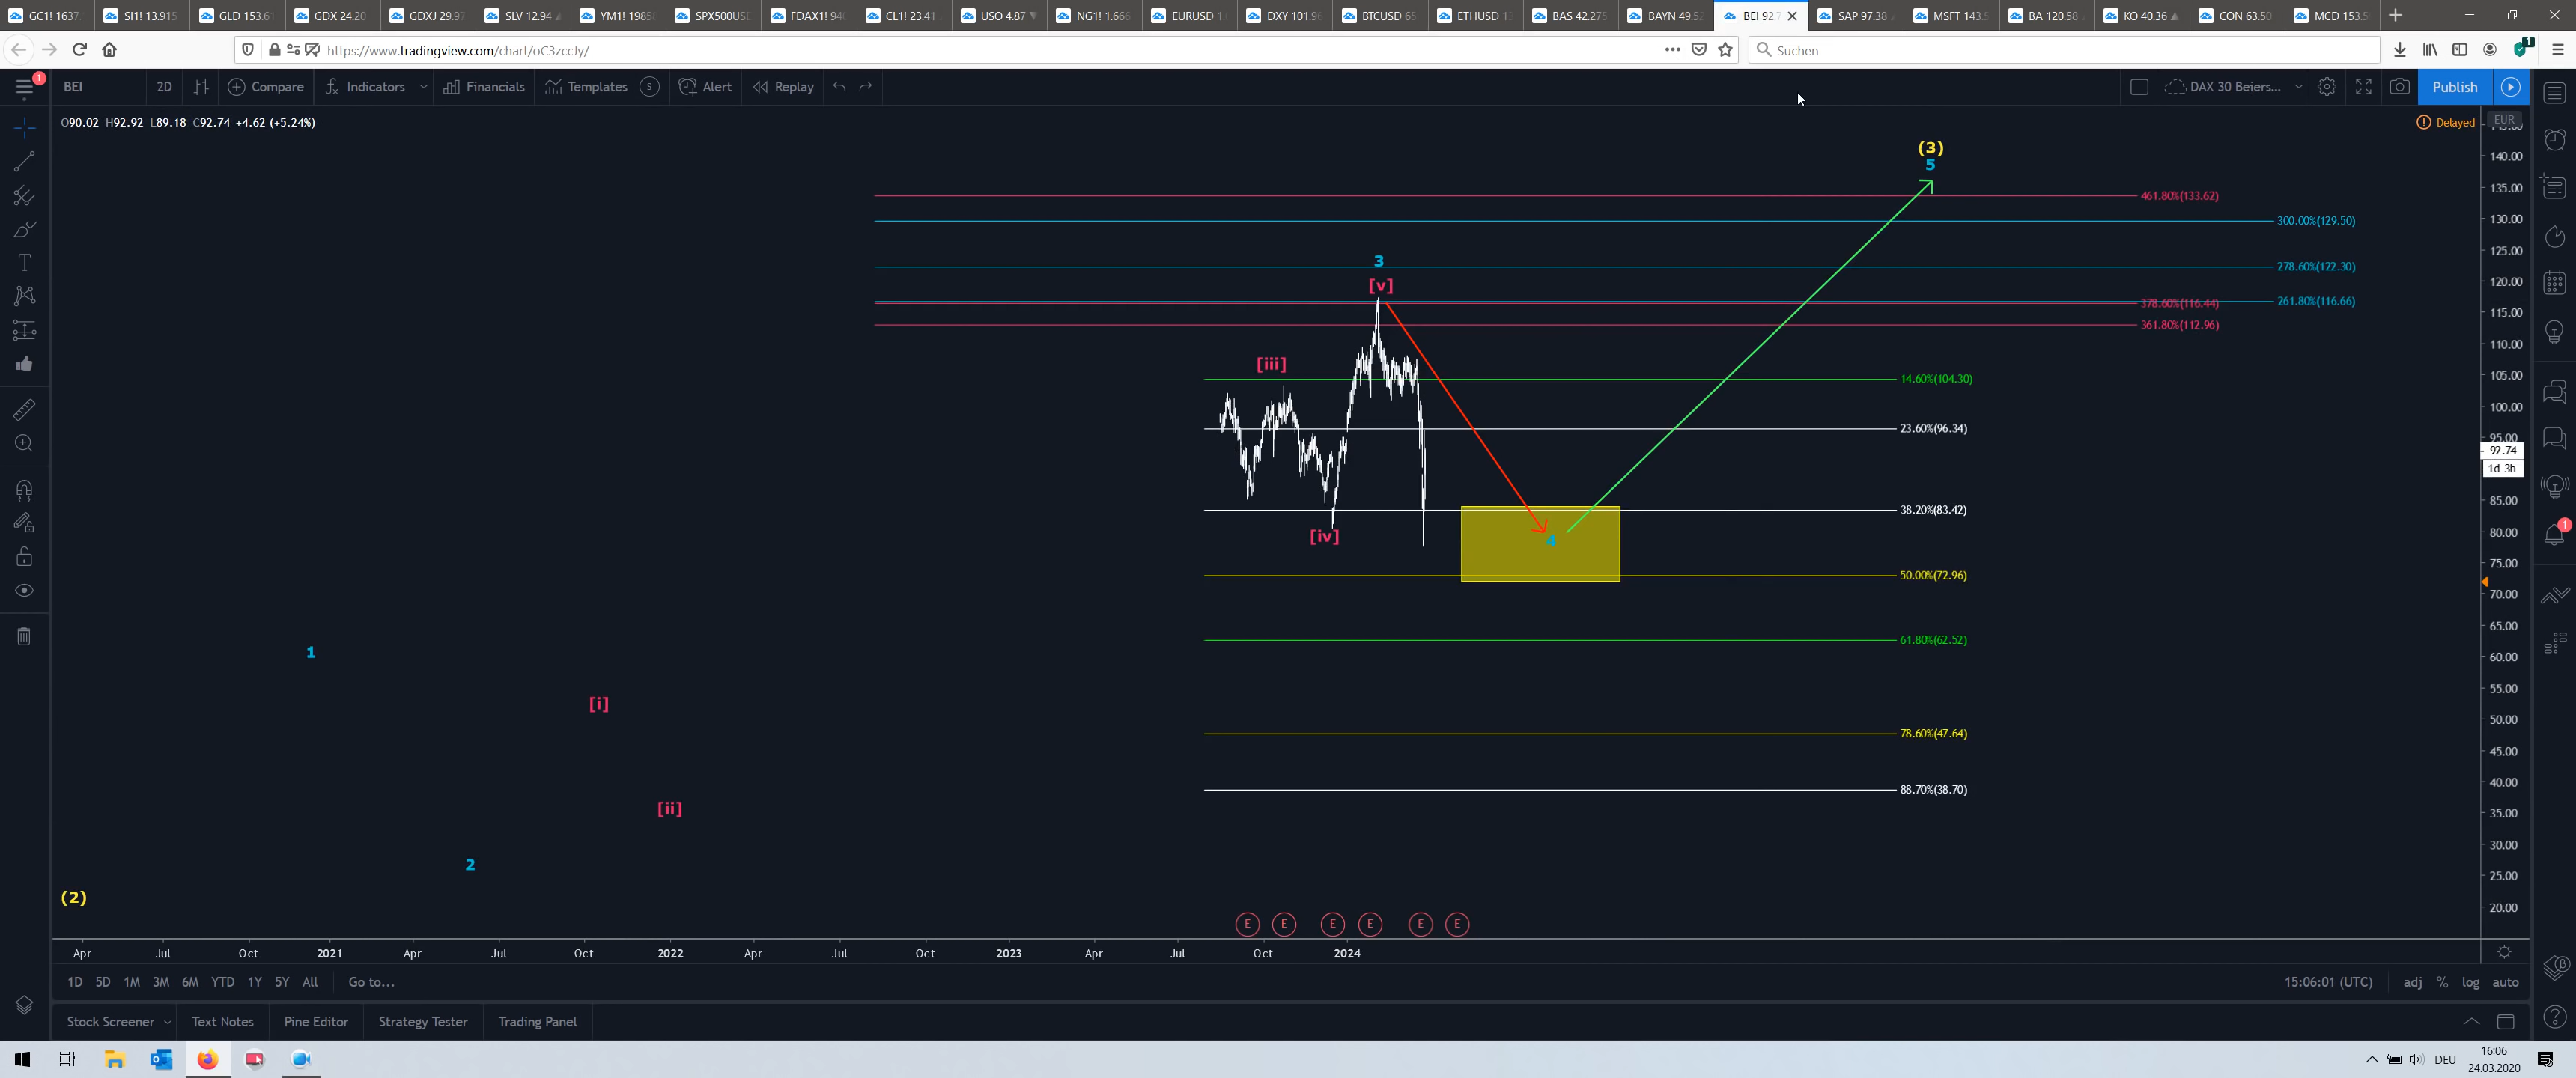 GC1! 1637. SI1! 13.915 GLD 153.61 GDX 24.20 GDXJ 29.97 SLV 12.94 YM1! 1985 SPX500US FDAX1! 94 CL1! 23.41 USO 4.87 NG1! 1.666 EURUSD 1. DXY 101.96 BTCUSD 65 ETHUSD 13 BAS 42.275 BAYN 49.5 BEI 92.7 SAP 97.38 MSFT 143.5 BA 120.58 KO 40.36 CON 63.50 MCD 153.5
https://www.tradingview.com/chart/oC3zccJy/ Suchen 1
1 BEI 2D Compare Indicators Financials Templates S Alert Replay DAX 30 Beiers... Publish
O90.02 H92.92 L89.18 C92.74 +4.62 (+5.24%) Delayed EUR
(3)
5
140.00
461.80%(133.62) 135.00
300.00%(129.50) 130.00
125.00
3
278.60%(122.30)
[v] 120.00
378.60%(116.44) 261.80%(116.66)
115.00
361.80%(112.96)
110.00
[iii]
14.60%(104.30) 105.00
100.00
23.60%(96.34) 95.00
92.74
1d 3h
85.00
38.20%(83.42)
[iv] 4 80.00
1
75.00
50.00%(72.96)
70.00
65.00
61.80%(62.52)
1 60.00
55.00
[i]
50.00
78.60%(47.64)
45.00
40.00
88.70%(38.70)
[ii] 35.00
30.00
2
25.00
(2)
20.00
E E E E E E
Apr Jul Oct 2021 Apr Jul Oct 2022 Apr Jul Oct 2023 Apr Jul Oct 2024
1D 5D 1M 3M 6M YTD 1Y 5Y All Go to... 15:06:01 (UTC) adj % log auto
Stock Screener Text Notes Pine Editor Strategy Tester Trading Panel
DEU 16:06
24.03.2020